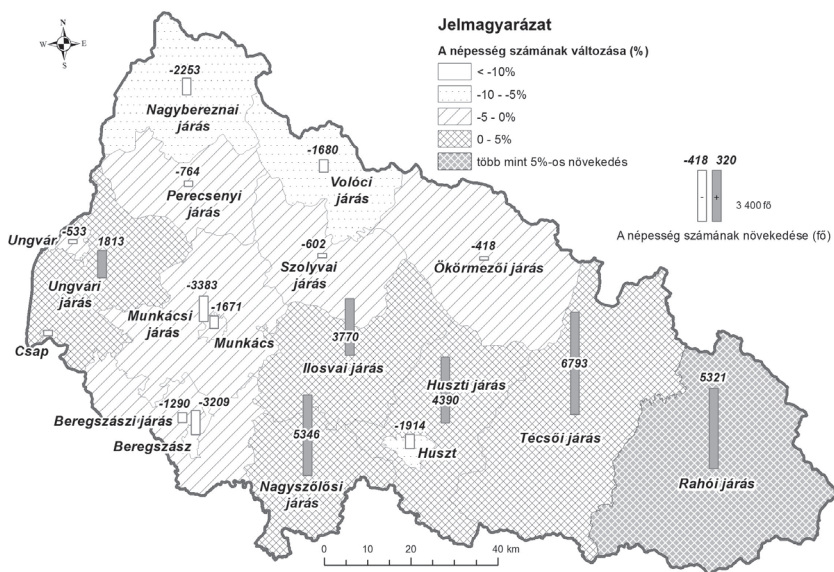 N
W E
S
Jelmagyarázat
A népesség számának változása (%)
< -10%
-10 - -5%
-5 - 0%
0 - 5%
több mint 5%-os növekedés
-418 320
- +
3 400 fő
A népesség számának növekedése (fő)
-2253
Nagybereznai
járás
-1680
Volóci
járás
-764
Perecsenyi
járás
-533
Ungvár
1813
Ungvári
járás
-602
Szolyvai
járás
-418
Ökörmezői járás
-3383
Munkácsi
járás
-1671
Munkács
Csap
3770
Ilosvai járás
Huszti járás
4390
6793
Técsői járás
5321
Rahói járás
-1290
Beregszászi járás
-3209
Beregszász
5346
Nagyszőlősi
járás
-1914
Huszt
0 10 20 40 km